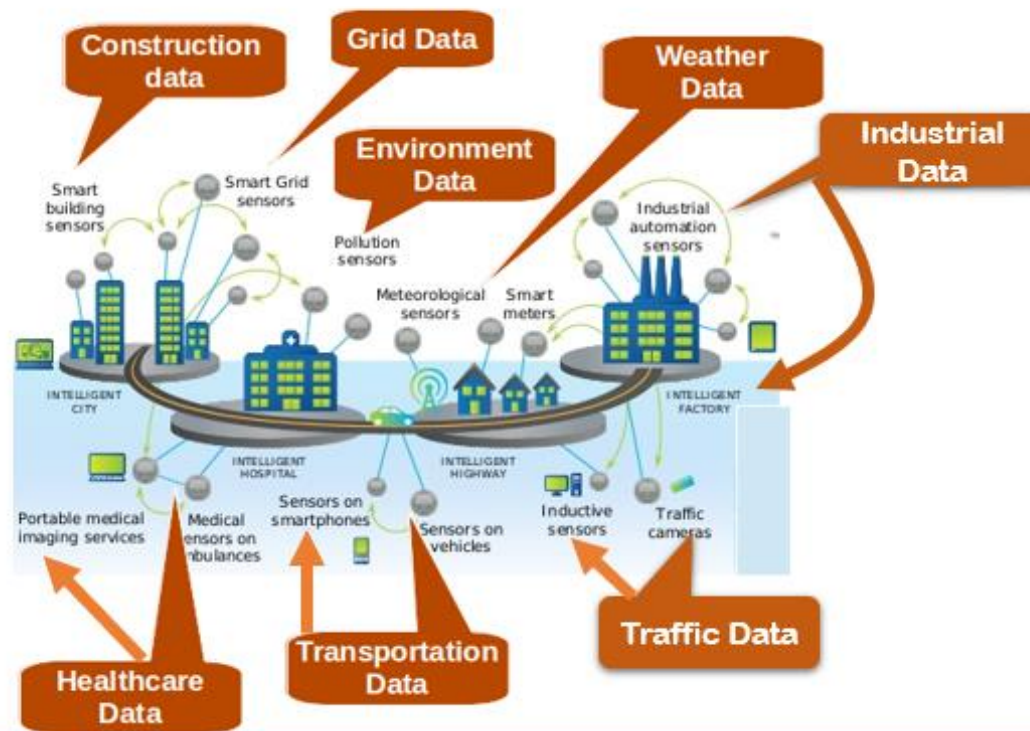 Construction
data
Grid Data
Weather
Data
Industrial
Data
Environment
Data
Smart
building
sensors
Smart Grid
sensors
Pollution
sensors
Industrial
automation
sensors
Meteorological
sensors
Smart
meters
INTELLIGENT
CITY
INTELLIGENT
FACTORY
INTELLIGENT
HOSPITAL
INTELLIGENT
HIGHWAY
Portable medical
imaging services
Medical
sensors on
mbulances
Sensors on
smartphones
Sensors on
vehicles
Inductive
sensors
Traffic
cameras
Healthcare
Data
Transportation
Data
Traffic Data